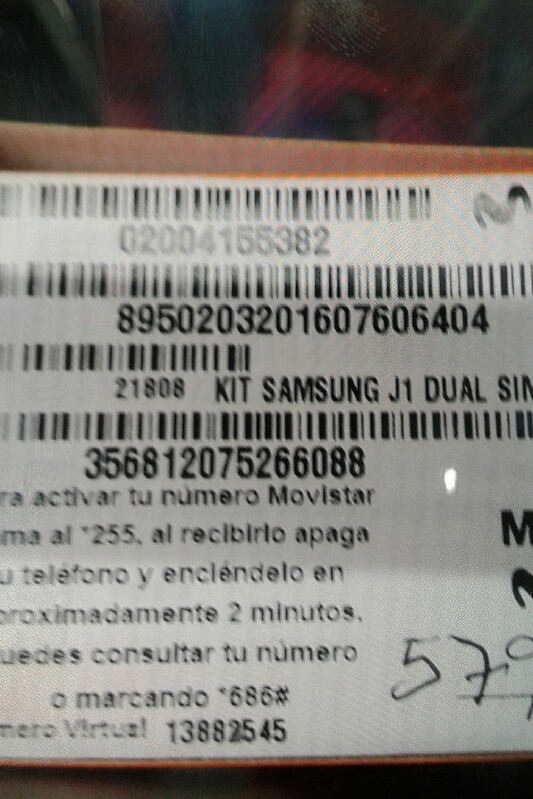 02004155382
8950203201607606404
21808 KIT SAMSUNG J1 DUAL SIM
356812075266088
ra activar tu número Movistar
ma al *255, al recibirlo apaga
u teléfono y enciéndelo en
proximadamente 2 minutos.
uedes consultar tu número
o marcando *686#
mero Virtual 13882545
M
57